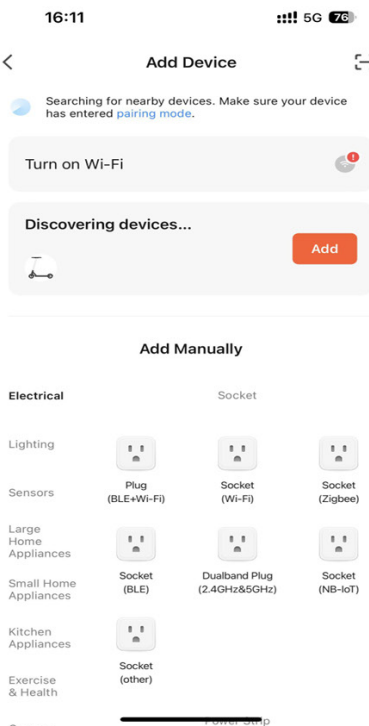 16:11
5G 76
Add Device
Searching for nearby devices. Make sure your device
has entered pairing mode.
Turn on Wi-Fi
!
Discovering devices...
Add
Add Manually
Electrical
Socket
Lighting
Sensors
Large
Home
Appliances
Small Home
Appliances
Kitchen
Appliances
Exercise
& Health
Plug
(BLE+Wi-Fi)
Socket
(Wi-Fi)
Socket
(Zigbee)
Socket
(BLE)
Dualband Plug
(2.4GHz&5GHz)
Socket
(NB-IoT)
Socket
(other)
Power Strip